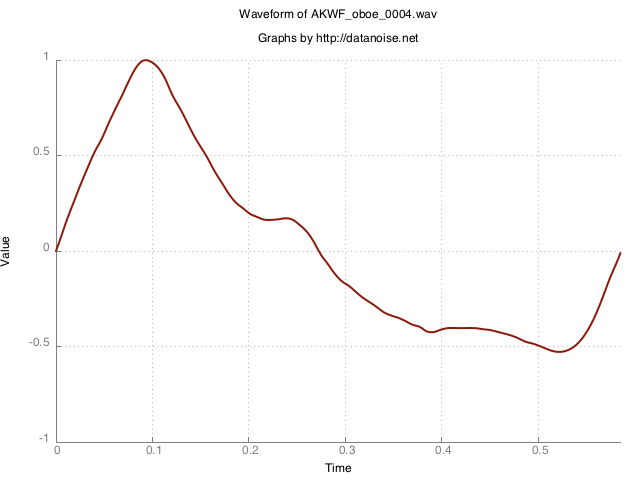 Waveform of AKWF_oboe_0004.wav
Graphs by http://datanoise.net
1
0.5
0
-0.5
-1
Value
0 0.1 0.2 0.3 0.4 0.5
Time